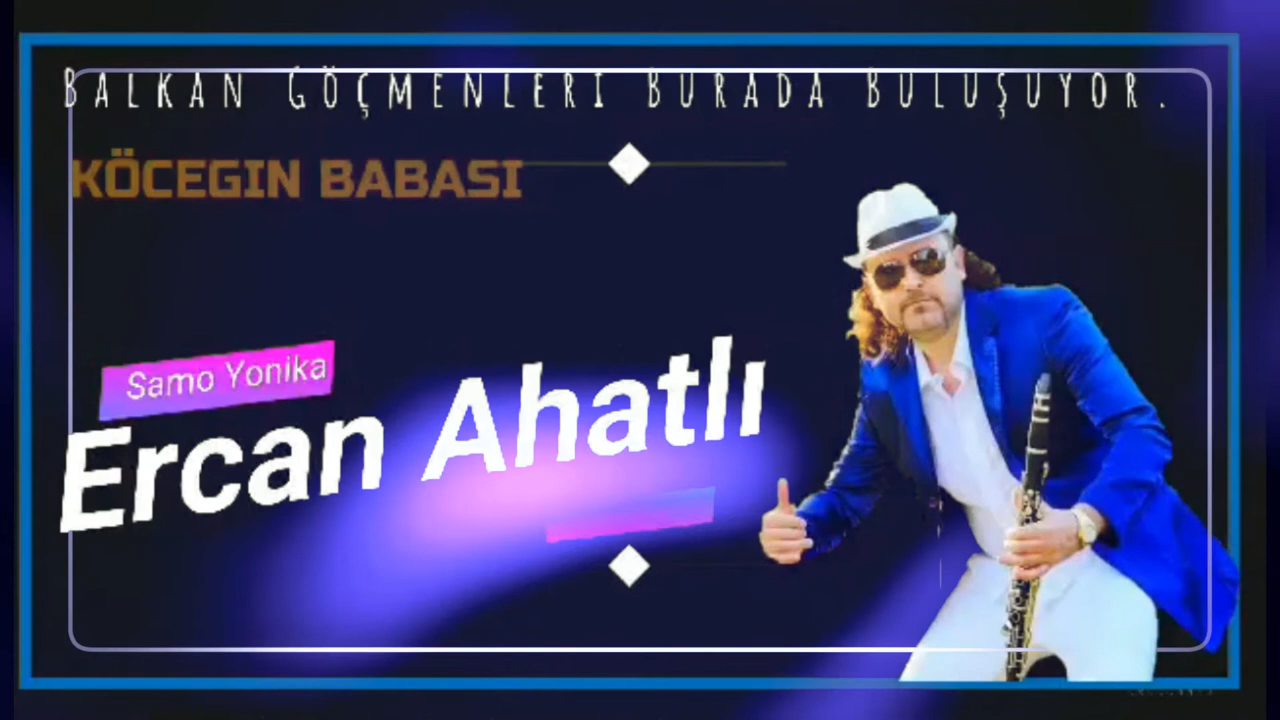 BALKAN GÖÇMENLERİ BURADA BULUŞUYOR.
KÖCEGIN BABASI
Samo Yonika
Ercan Ahatlı